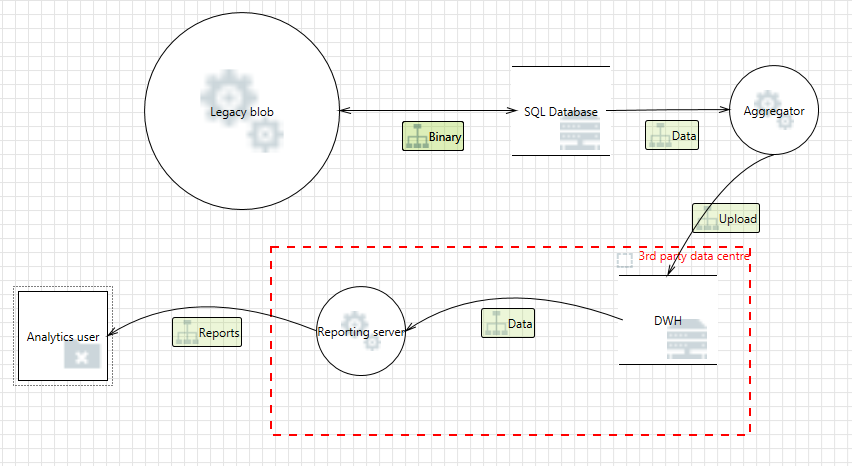 Legacy blob
Binary
SQL Database
Data
Aggregator
Upload
3rd party data centre
DWH
Data
Reporting server
Reports
Analytics user